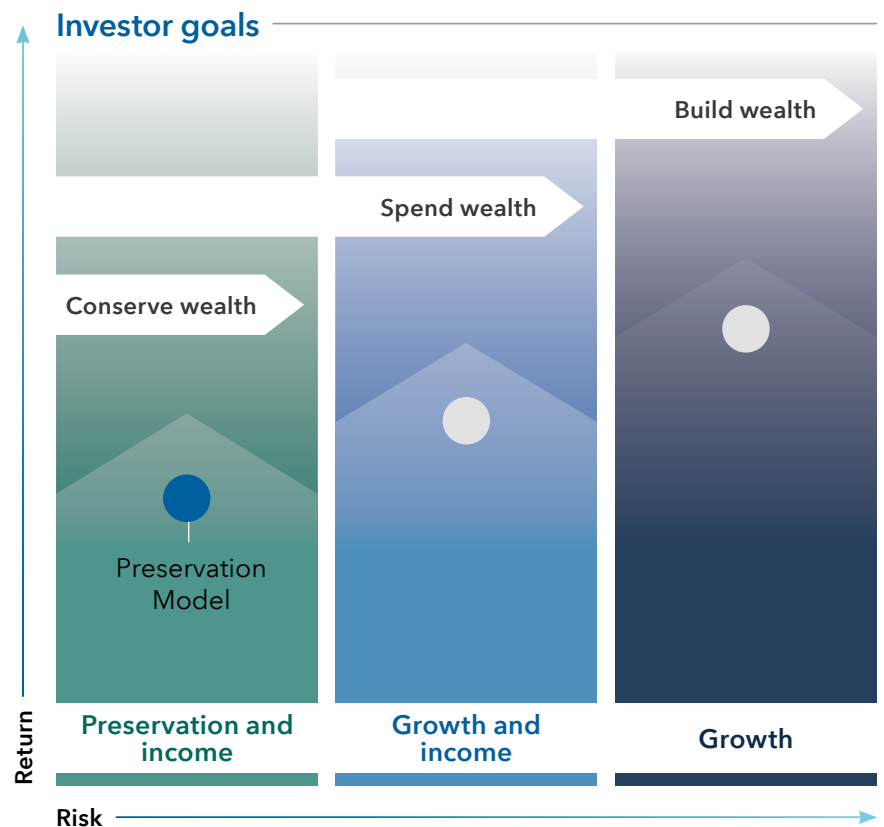 Investor goals
Build wealth
Spend wealth
Conserve wealth
Preservation
Model
Preservation and
income
Growth and
income
Growth
Return
Risk